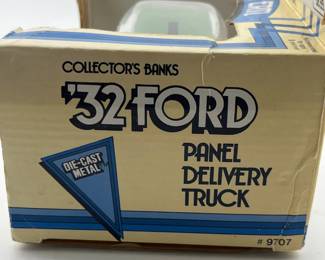 COLLECTOR'S BANKS
'32 FORD
DIE-CAST
METAL
PANEL
DELIVERY
TRUCK
# 9707